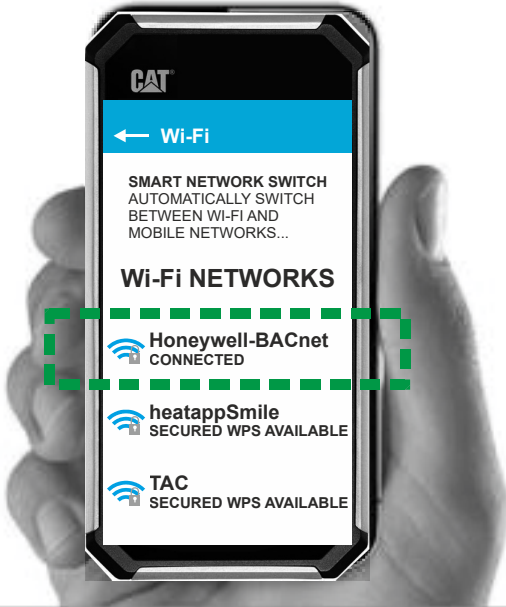 CAT
Wi-Fi
SMART NETWORK SWITCH
AUTOMATICALLY SWITCH
BETWEEN WI-FI AND
MOBILE NETWORKS...
Wi-Fi NETWORKS
Honeywell-BACnet
CONNECTED
heatappSmile
SECURED WPS AVAILABLE
TAC
SECURED WPS AVAILABLE